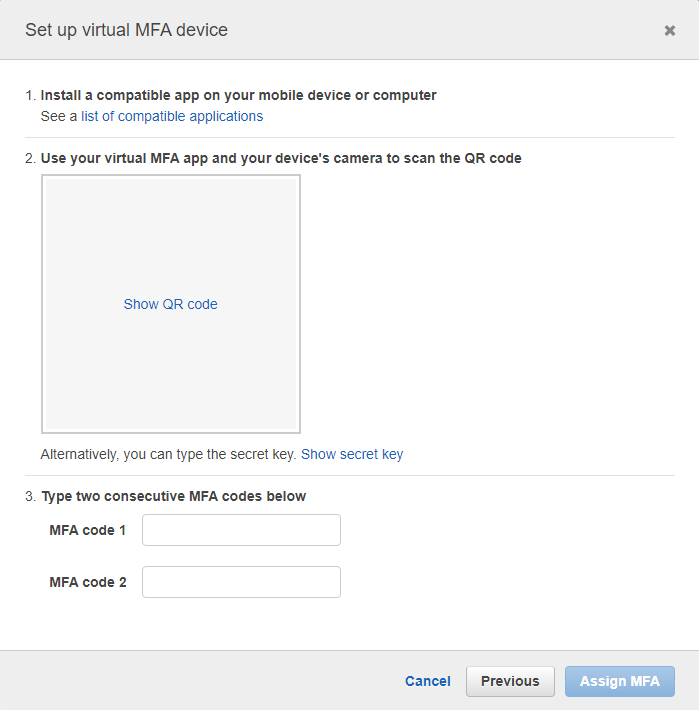 Set up virtual MFA device
1. Install a compatible app on your mobile device or computer
See a list of compatible applications
2. Use your virtual MFA app and your device's camera to scan the QR code
Show QR code
Alternatively, you can type the secret key. Show secret key
3. Type two consecutive MFA codes below
MFA code 1
MFA code 2
Cancel Previous Assign MFA